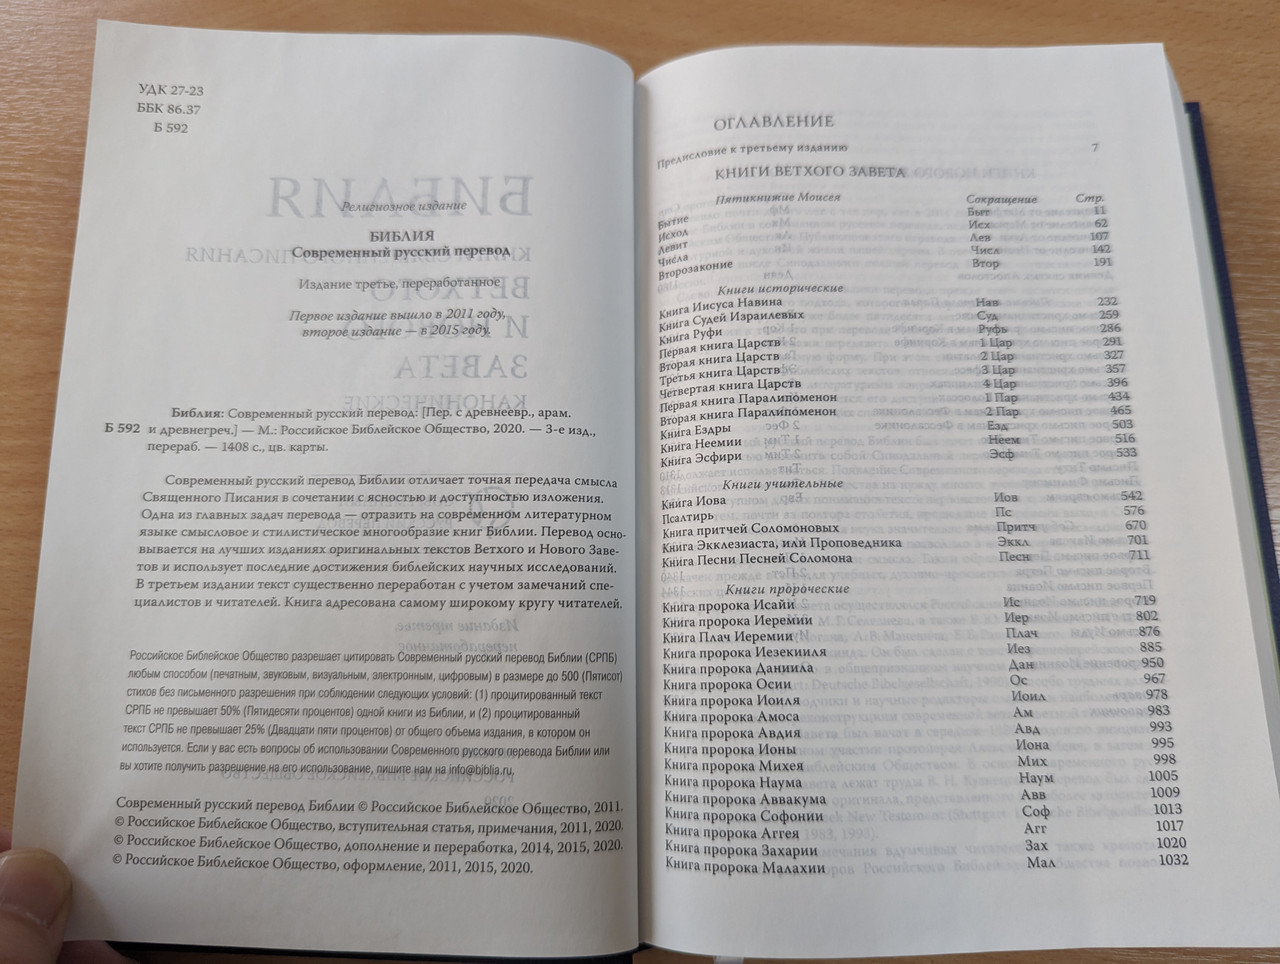 УДК 27-23
ББК 86.37
Б 592
Религиозное издание
БИБЛИЯ
Современный русский перевод
Издание третье, переработанное
Первое издание вышло в 2011 году,
второе издание — в 2015 году.
Библия: Современный русский перевод: [Пер. с древнеевр., арам.
Б 592 и древнегреч.] — М.: Российское Библейское Общество, 2020. — 3-е изд.,
перераб. — 1408 с., цв. карты.
Современный русский перевод Библии отличает точная передача смысла
Священного Писания в сочетании с ясностью и доступностью изложения.
Одна из главных задач перевода — отразить на современном литературном
языке смысловое и стилистическое многообразие книг Библии. Перевод осно-
вывается на лучших изданиях оригинальных текстов Ветхого и Нового Заве-
тов и использует последние достижения библейских научных исследований.
В третьем издании текст существенно переработан с учетом замечаний спе-
циалистов и читателей. Книга адресована самому широкому кругу читателей.
Российское Библейское Общество разрешает цитировать Современный русский перевод Библии (СРПБ)
любым способом (печатным, звуковым, визуальным, электронным, цифровым) в размере до 500 (Пятисот)
стихов без письменного разрешения при соблюдении следующих условий: (1) процитированный текст
СРПБ не превышает 50% (Пятидесяти процентов) одной книги из Библии, и (2) процитированный
текст СРПБ не превышает 25% (Двадцати пяти процентов) от общего объема издания, в котором он
используется. Если у вас есть вопросы об использовании Современного русского перевода Библии или
вы хотите получить разрешение на его использование, пишите нам на info@biblia.ru.
Современный русский перевод Библии © Российское Библейское Общество, 2011.
© Российское Библейское Общество, вступительная статья, примечания, 2011, 2020.
© Российское Библейское Общество, дополнение и переработка, 2014, 2015, 2020.
© Российское Библейское Общество, оформление, 2011, 2015, 2020.
ОГЛАВЛЕНИЕ
Предисловие к третьему изданию 7
КНИГИ ВЕТХОГО ЗАВЕТА
Пятикнижие Моисея Сокращение Стр.
Бытие Быт 11
Исход Исх 62
Левит Лев 107
Числа Числ 142
Второзаконие Втор 191
Книги исторические
Книга Иисуса Навина Нав 232
Книга Судей Израилевых Суд 259
Книга Руфи Руфь 286
Первая книга Царств 1 Цар 291
Вторая книга Царств 2 Цар 327
Третья книга Царств 3 Цар 357
Четвертая книга Царств 4 Цар 396
Первая книга Паралипоменон 1 Пар 434
Вторая книга Паралипоменон 2 Пар 465
Книга Ездры Езд 503
Книга Неемии Неем 516
Книга Эсфири Эсф 533
Книги учительные
Книга Иова Иов 542
Псалтирь Пс 576
Книга притчей Соломоновых Притч 670
Книга Экклезиаста, или Проповедника Эккл 701
Книга Песни Песней Соломона Песн 711
Книги пророческие
Книга пророка Исайи Ис 719
Книга пророка Иеремии Иер 802
Книга Плач Иеремии Плач 876
Книга пророка Иезекииля Иез 885
Книга пророка Даниила Дан 950
Книга пророка Осии Ос 967
Книга пророка Иоиля Иоил 978
Книга пророка Амоса Ам 983
Книга пророка Авдия Авд 993
Книга пророка Ионы Иона 995
Книга пророка Михея Мих 998
Книга пророка Наума Наум 1005
Книга пророка Аввакума Авв 1009
Книга пророка Софонии Соф 1013
Книга пророка Аггея Агг 1017
Книга пророка Захарии Зах 1020
Книга пророка Малахии Мал 1032